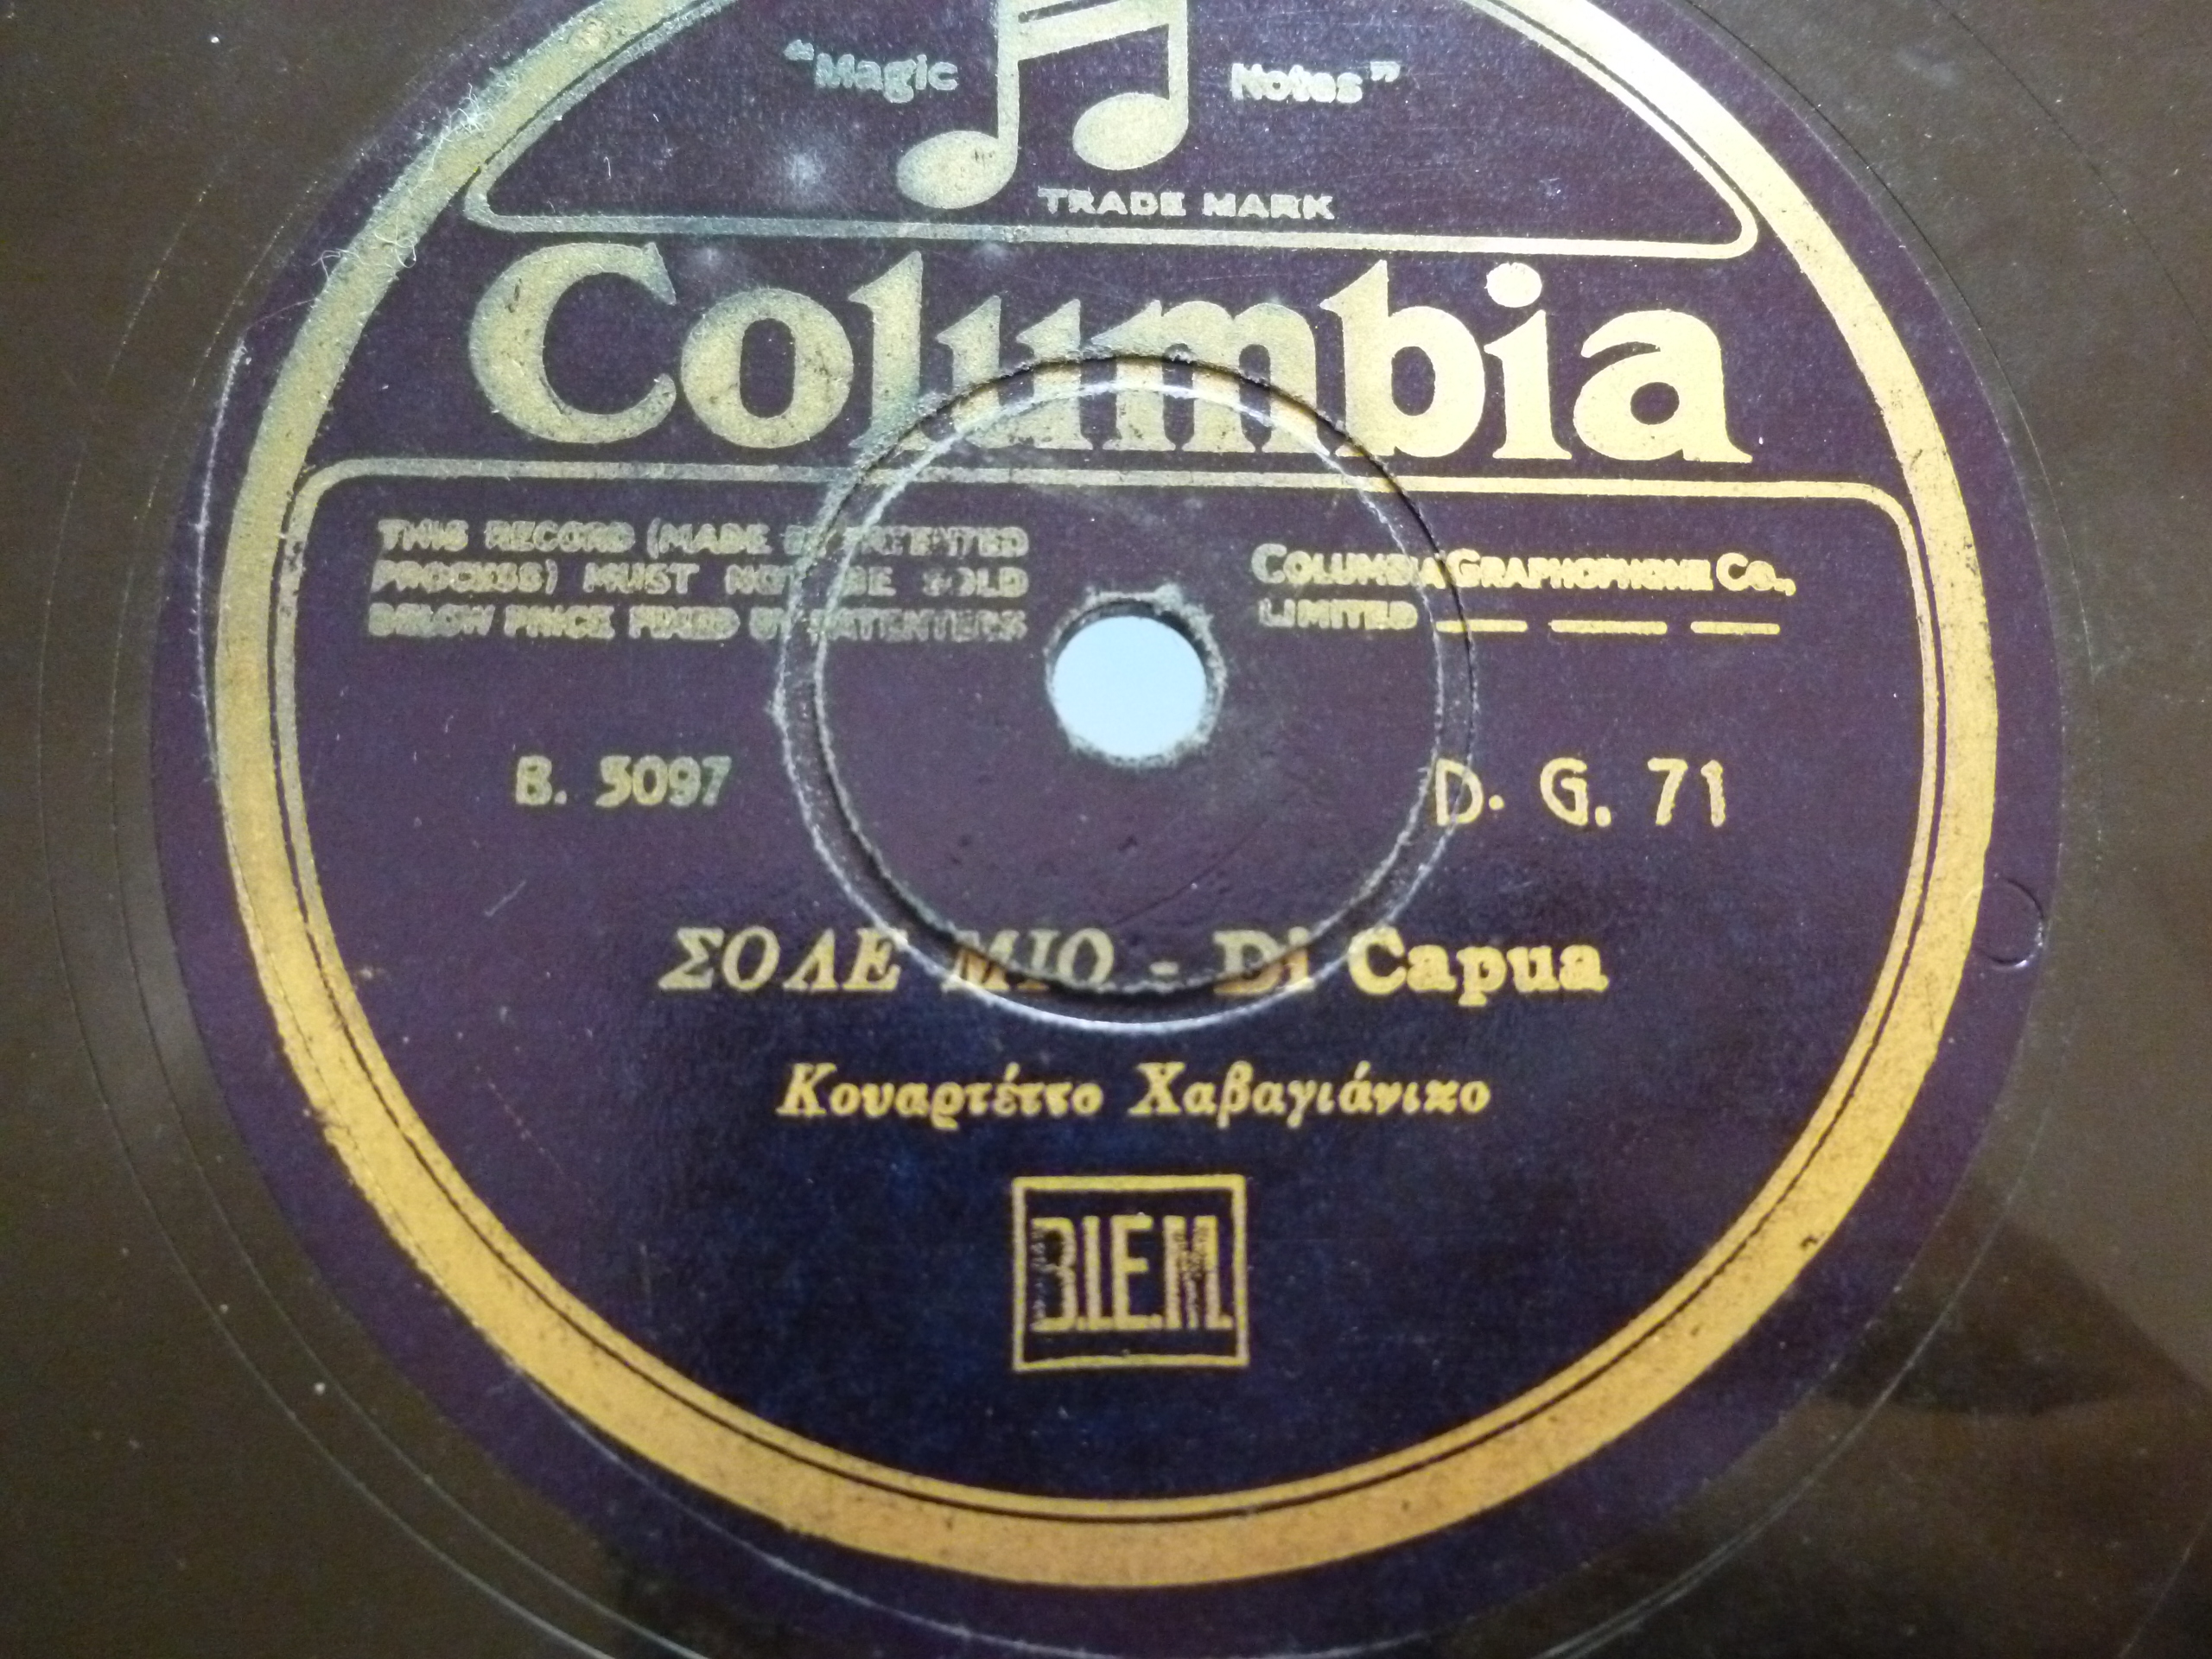 "Magic Notes"
TRADE MARK
Columbia
THIS RECORD (MADE BY PATENTED
PROCESS) MUST NOT BE SOLD
BELOW PRICE FIXED BY PATENTEES
COLUMBIA GRAPHOPHONE CO.,
LIMITED
B. 5097
D. G. 71
ΣΟΛΕ ΜΙΟ - Di Capua
Κουαρτέττο Χαβαγιάνικο
B.I.E.M.